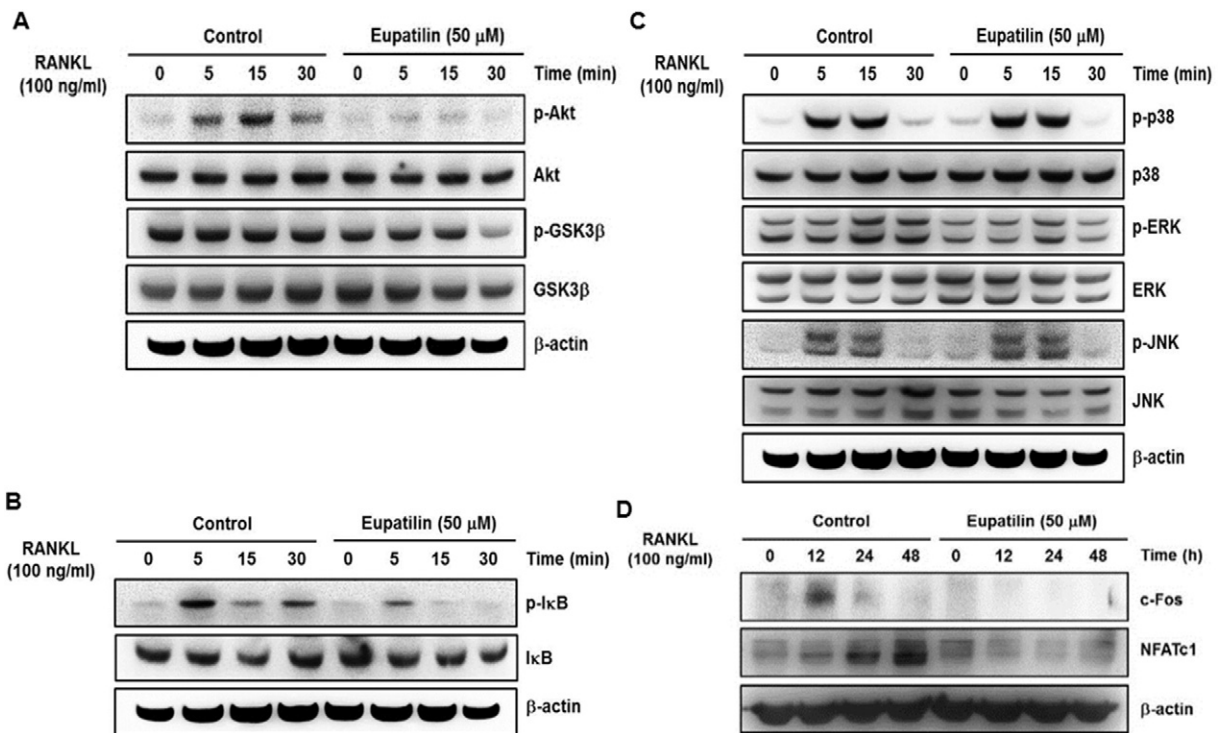 A
Control Eupatilin (50 μM)
RANKL
(100 ng/ml)
0 5 15 30 0 5 15 30 Time (min)
p-Akt
Akt
p-GSK3β
GSK3β
β-actin
B
Control Eupatilin (50 μM)
RANKL
(100 ng/ml)
0 5 15 30 0 5 15 30 Time (min)
p-IκB
IκB
β-actin
C
Control Eupatilin (50 μM)
RANKL
(100 ng/ml)
0 5 15 30 0 5 15 30 Time (min)
p-p38
p38
p-ERK
ERK
p-JNK
JNK
β-actin
D
Control Eupatilin (50 μM)
RANKL
(100 ng/ml)
0 12 24 48 0 12 24 48 Time (h)
c-Fos
NFATc1
β-actin